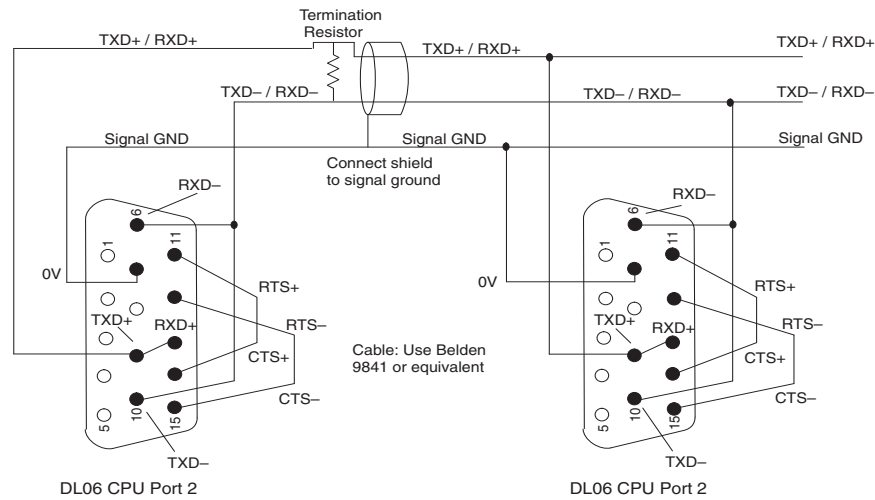 Termination
Resistor
TXD+ / RXD+
TXD+ / RXD+
TXD+ / RXD+
TXD– / RXD–
TXD– / RXD–
TXD– / RXD–
Signal GND
Signal GND
Signal GND
Connect shield
to signal ground
RXD–
6
1
11
0V
RTS+
TXD+
RXD+
RTS–
CTS+
CTS–
5
10
15
TXD–
DL06 CPU Port 2
Cable: Use Belden
9841 or equivalent
RXD–
6
1
11
0V
RTS+
TXD+
RXD+
RTS–
CTS+
CTS–
5
10
15
TXD–
DL06 CPU Port 2